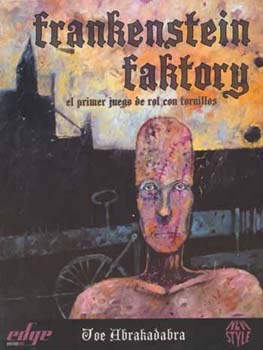 frankenstein
faktory
el primer juego de rol con tornillos
edge
Joe Abrakadabra
NEW
STYLE